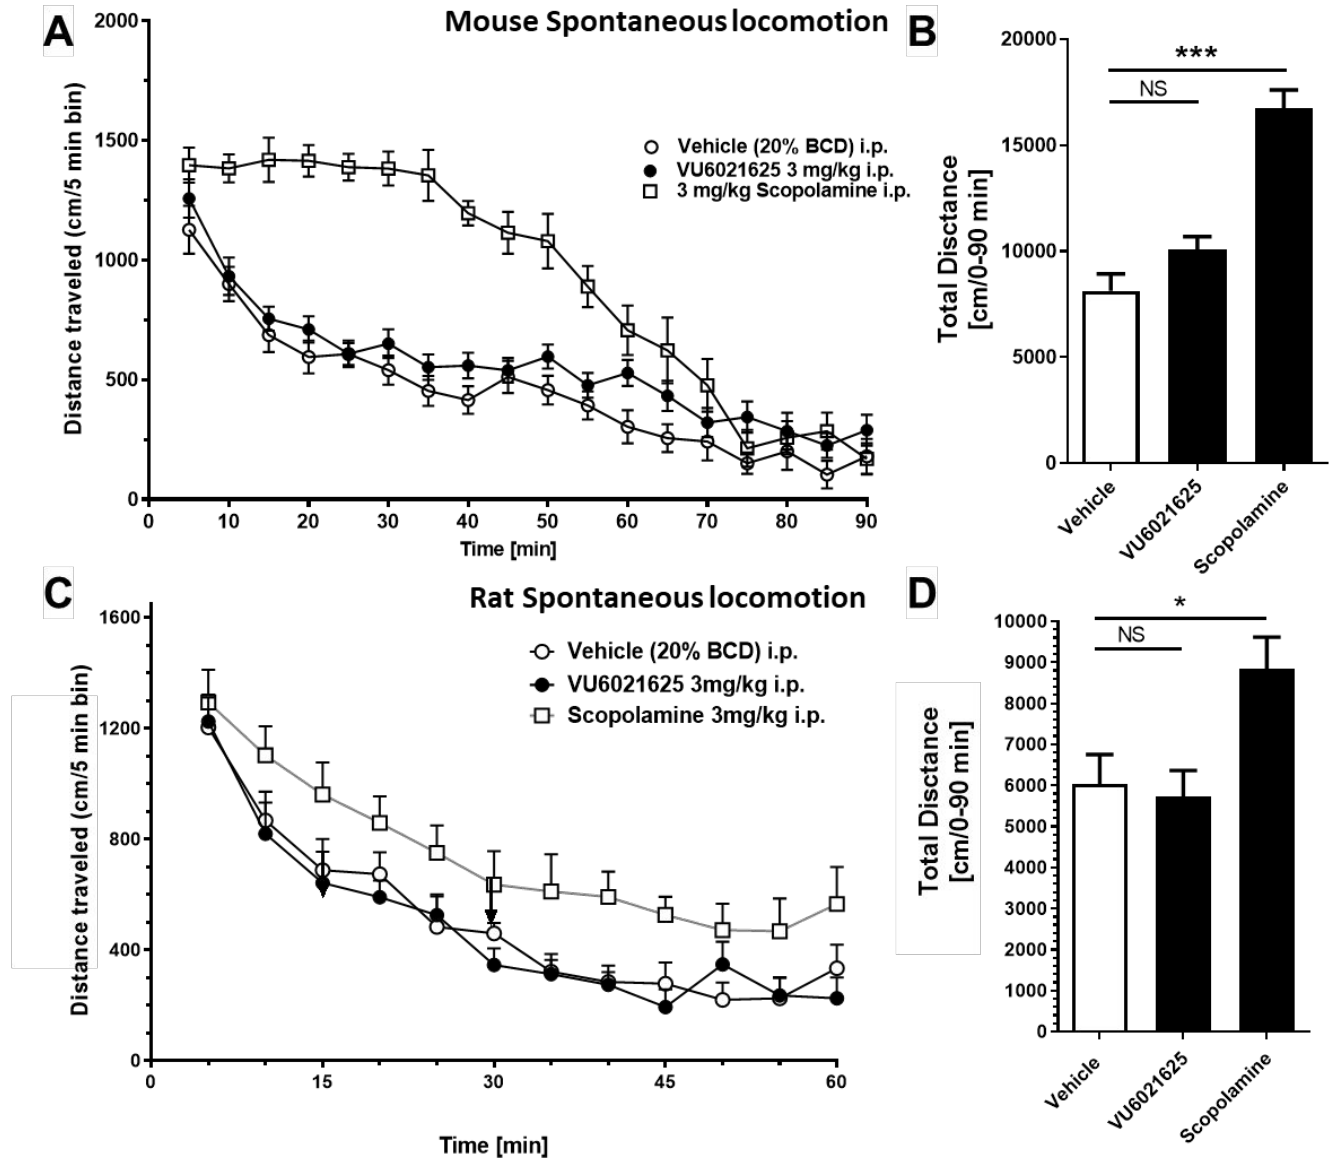 A
Mouse Spontaneous locomotion
2000
1500
1000
500
0
Distance traveled (cm/5 min bin)
Vehicle (20% BCD) i.p.
VU6021625 3 mg/kg i.p.
3 mg/kg Scopolamine i.p.
0 10 20 30 40 50 60 70 80 90
Time [min]
B
20000
15000
10000
5000
0
Total Disctance
[cm/0-90 min]
***
NS
Vehicle
VU6021625
Scopolamine
C
Rat Spontaneous locomotion
1600
1200
800
400
0
Distance traveled (cm/5 min bin)
Vehicle (20% BCD) i.p.
VU6021625 3mg/kg i.p.
Scopolamine 3mg/kg i.p.
0 15 30 45 60
Time [min]
D
10000
9000
8000
7000
6000
5000
4000
3000
2000
1000
0
Total Disctance
[cm/0-90 min]
*
NS
Vehicle
VU6021625
Scopolamine